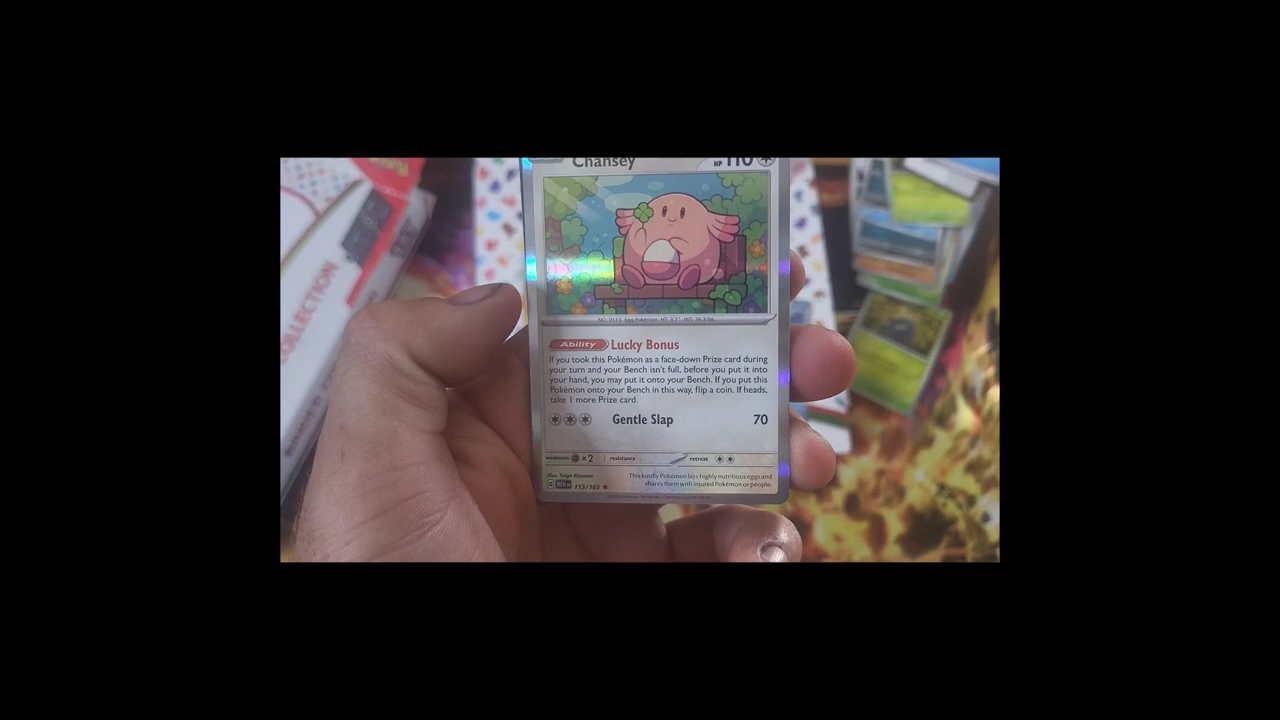 Chansey HP 110
NO. 0113 Egg Pokémon HT: 3'7" WT: 76.3 lbs.
Ability Lucky Bonus
If you took this Pokémon as a face-down Prize card during
your turn and your Bench isn't full, before you put it into
your hand, you may put it onto your Bench. If you put this
Pokémon onto your Bench in this way, flip a coin. If heads,
take 1 more Prize card.
Gentle Slap 70
weakness ×2 resistance retreat
This kindly Pokémon lays highly nutritious eggs and
shares them with injured Pokémon or people.
113/165
COLLECTION